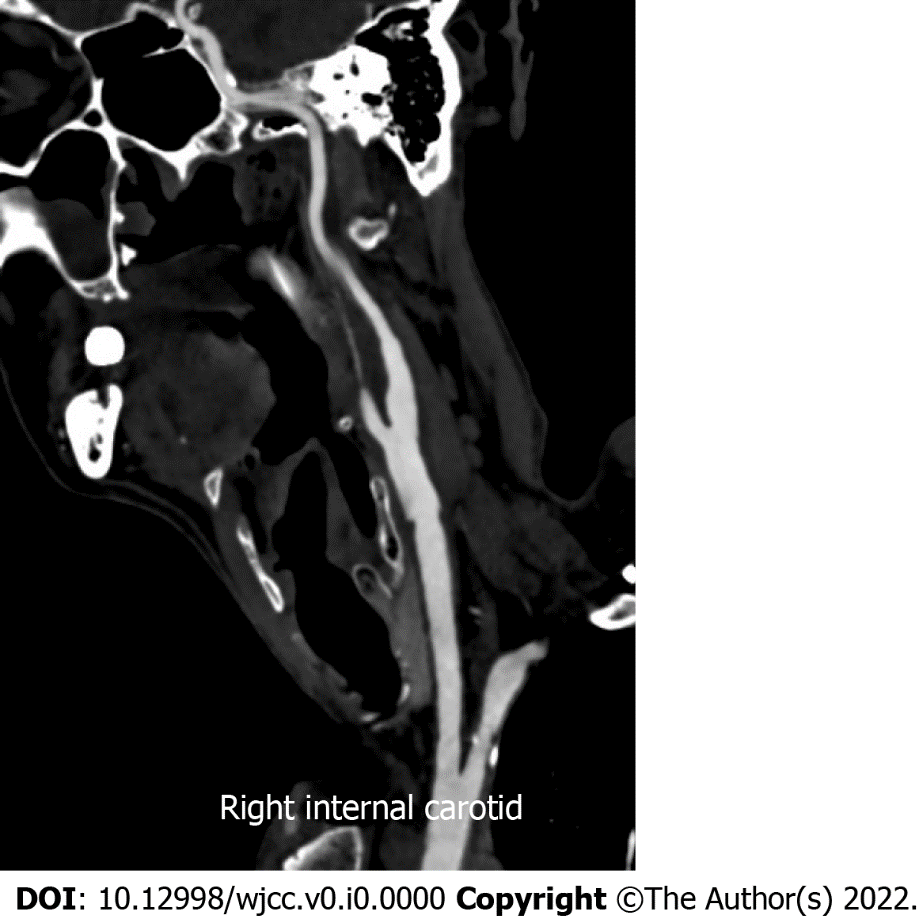 Right internal carotid
DOI: 10.12998/wjcc.v0.i0.0000 Copyright ©The Author(s) 2022.